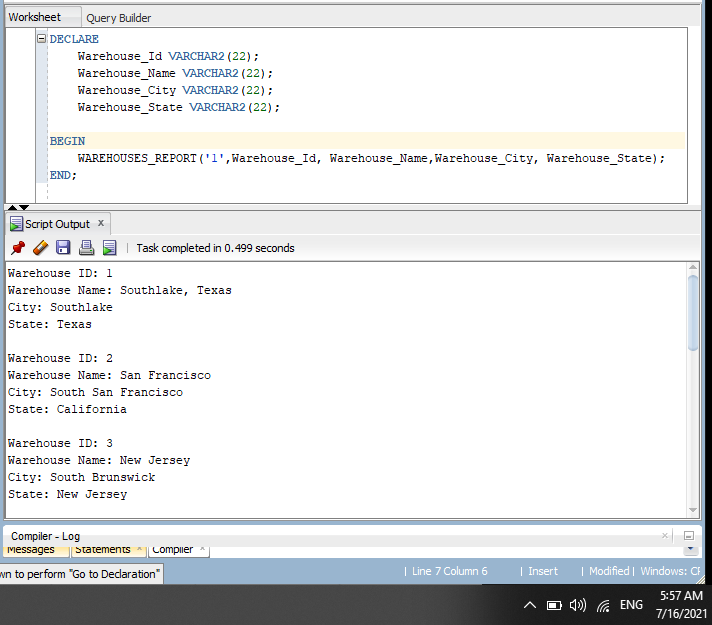 Worksheet Query Builder
DECLARE
Warehouse_Id VARCHAR2(22);
Warehouse_Name VARCHAR2(22);
Warehouse_City VARCHAR2(22);
Warehouse_State VARCHAR2(22);
BEGIN
WAREHOUSES_REPORT('1',Warehouse_Id, Warehouse_Name,Warehouse_City, Warehouse_State);
END;
Script Output x
Task completed in 0.499 seconds
Warehouse ID: 1
Warehouse Name: Southlake, Texas
City: Southlake
State: Texas
Warehouse ID: 2
Warehouse Name: San Francisco
City: South San Francisco
State: California
Warehouse ID: 3
Warehouse Name: New Jersey
City: South Brunswick
State: New Jersey
Compiler - Log
Messages Statements x Compiler x
wn to perform "Go to Declaration"
| Line 7 Column 6 | Insert | Modified | Windows:
ENG
5:57 AM
7/16/2021